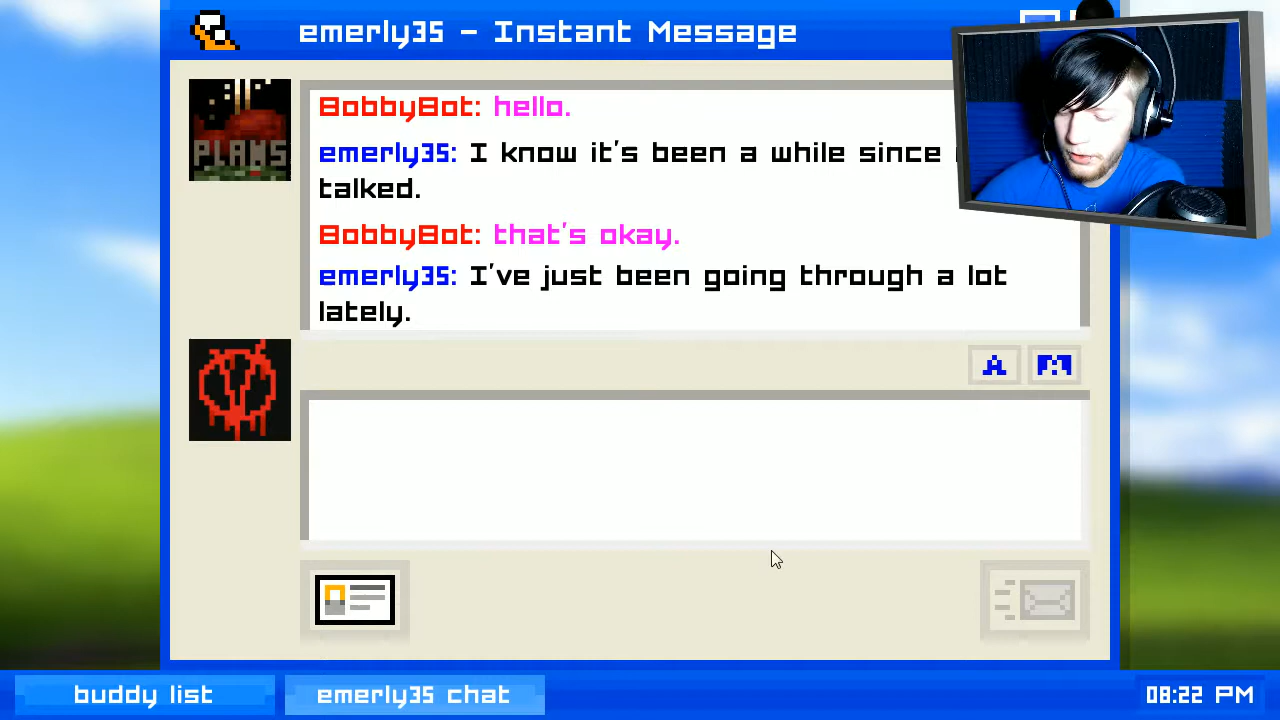 emerly35 - Instant Message
BobbyBot: hello.
emerly35: I know it's been a while since
talked.
BobbyBot: that's okay.
emerly35: I've just been going through a lot
lately.
PLANS
A
buddy list
emerly35 chat
08:22 PM